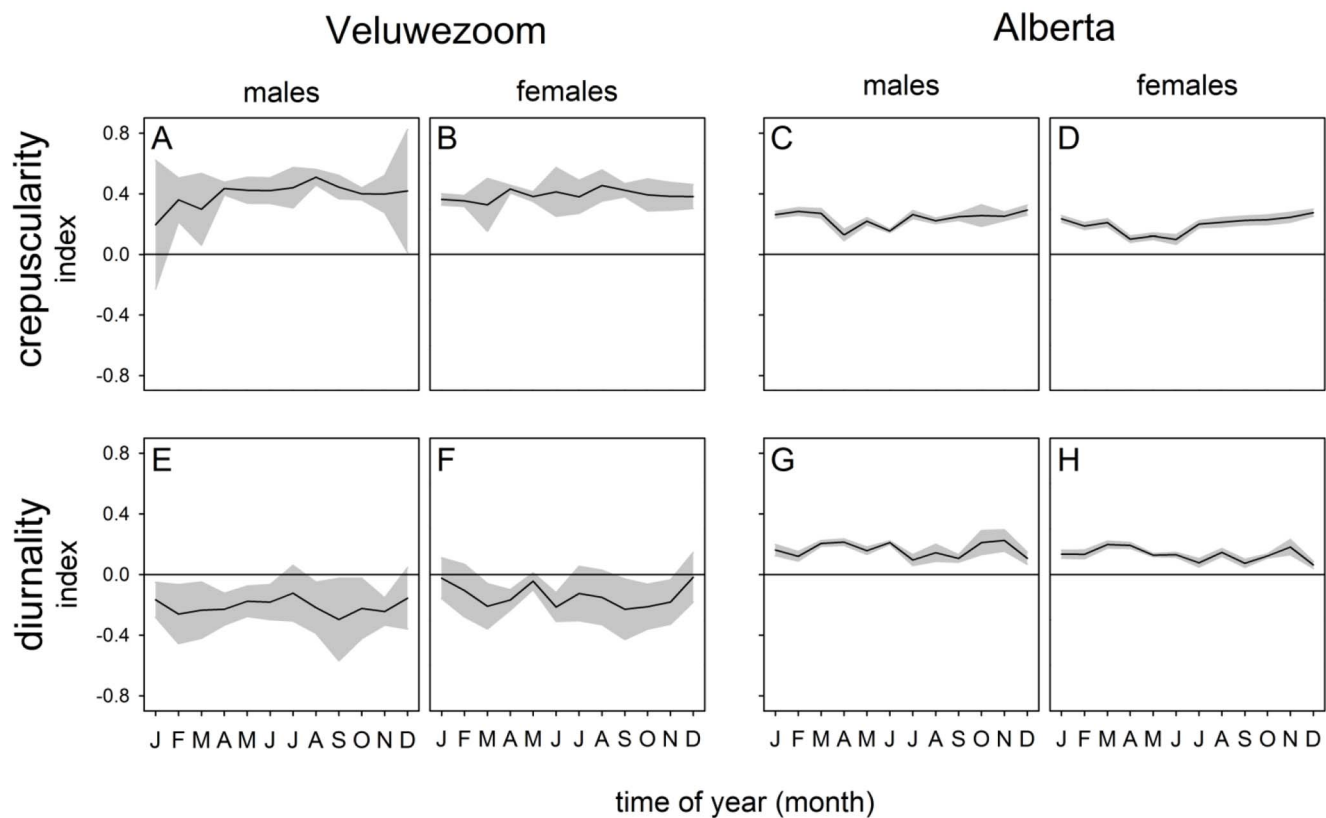 Veluwezoom Alberta
males females males females
crepuscularity
index
0.8
0.4
0.0
-0.4
-0.8
A B C D
diurnality
index
0.8
0.4
0.0
-0.4
-0.8
E F G H
J F M A M J J A S O N D J F M A M J J A S O N D J F M A M J J A S O N D J F M A M J J A S O N D
time of year (month)